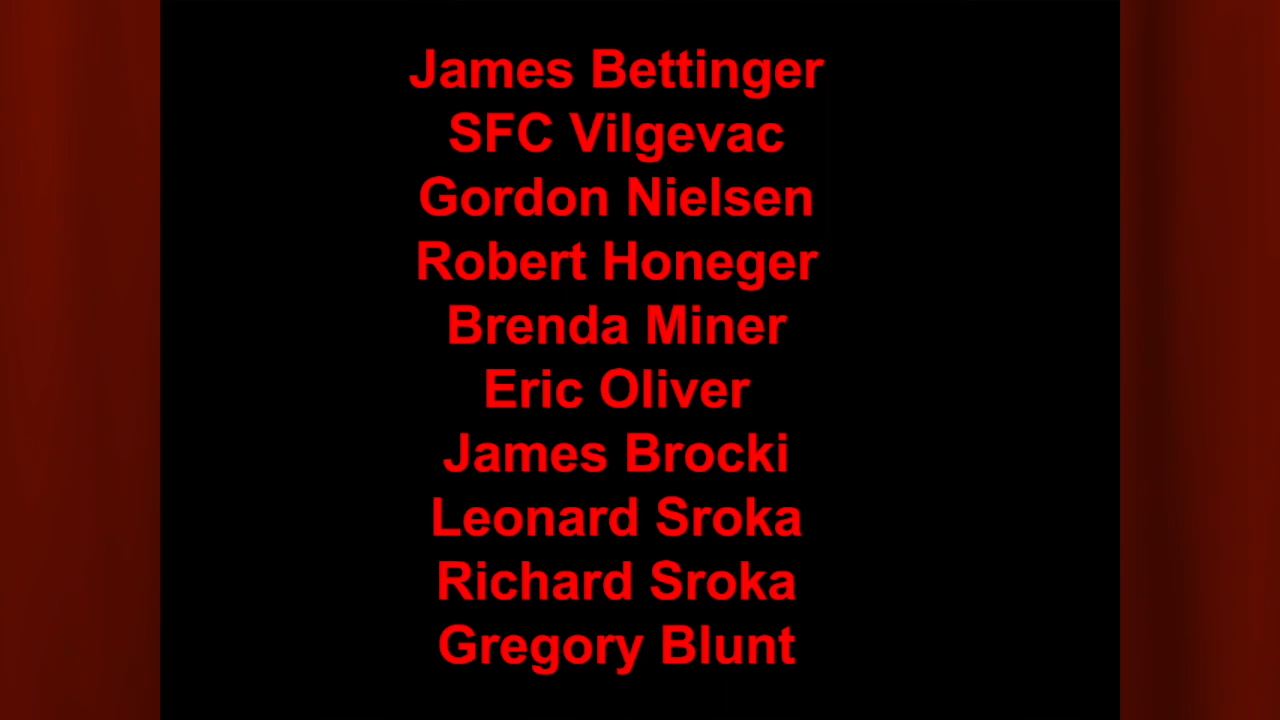 James Bettinger
SFC Vilgevac
Gordon Nielsen
Robert Honeger
Brenda Miner
Eric Oliver
James Brocki
Leonard Sroka
Richard Sroka
Gregory Blunt